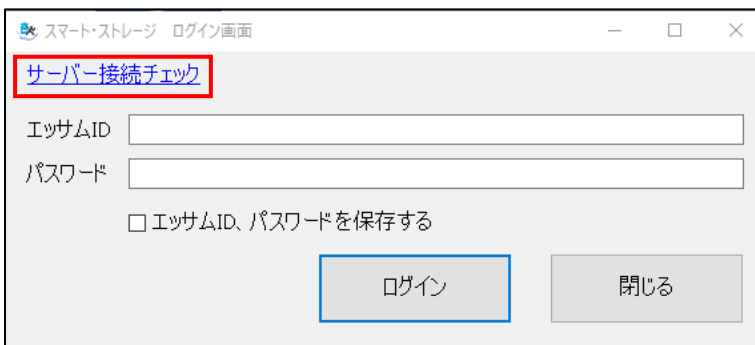 スマート・ストレージ　ログイン画面
サーバー接続チェック
エッサムID
パスワード
エッサムID、パスワードを保存する
ログイン
閉じる